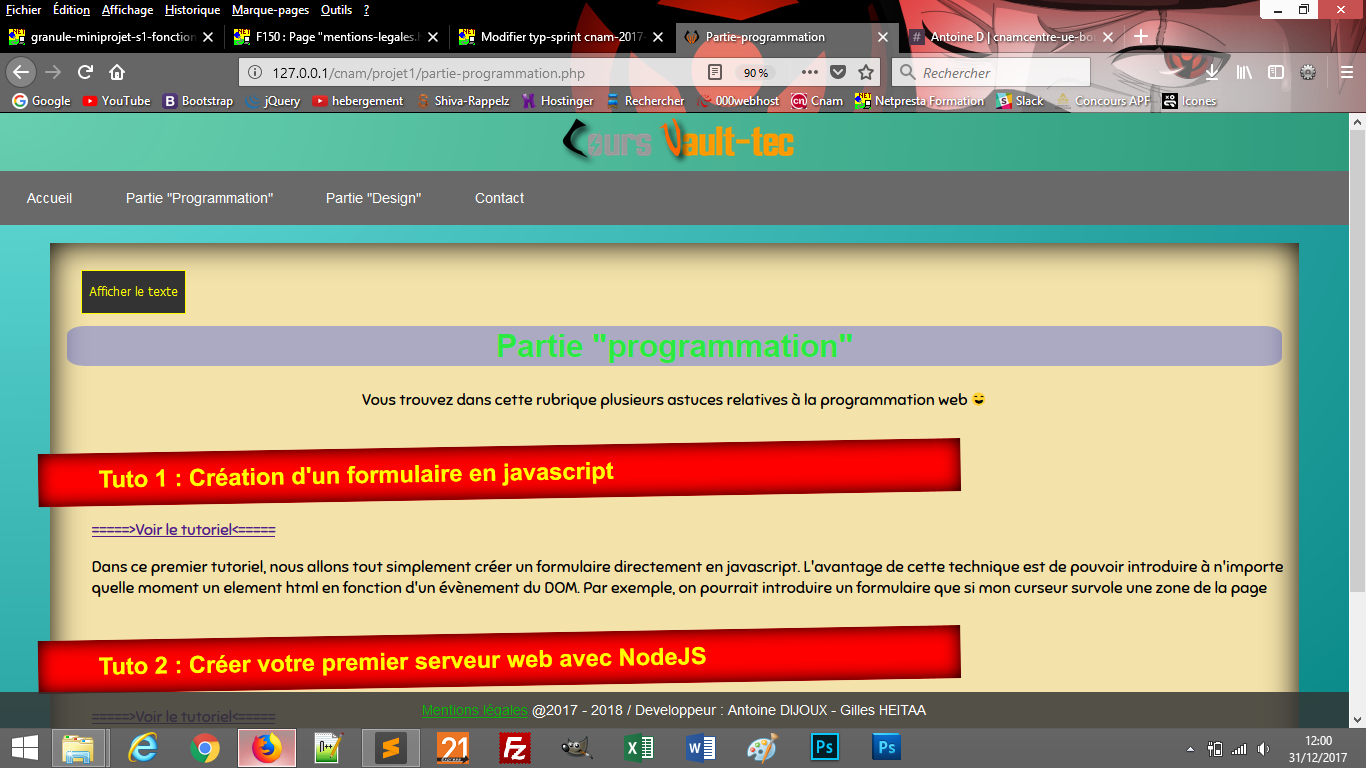 Fichier Édition Affichage Historique Marque-pages Outils ?
granule-miniprojet-s1-fonction
F150 : Page "mentions-legales.h
Modifier typ-sprint cnam-2017-
Partie-programmation
Antoine D | cnamcentre-ue-bo
127.0.0.1/cnam/projet1/partie-programmation.php
90 %
Rechercher
Google YouTube Bootstrap jQuery hebergement Shiva-Rappelz Hostinger Rechercher 000webhost Cnam Netpresta Formation Slack Concours APF Icones
Cours Vault-tec
Accueil Partie "Programmation" Partie "Design" Contact
Afficher le texte
Partie "programmation"
Vous trouvez dans cette rubrique plusieurs astuces relatives à la programmation web
Tuto 1 : Création d'un formulaire en javascript
=====>Voir le tutoriel<=====
Dans ce premier tutoriel, nous allons tout simplement créer un formulaire directement en javascript. L'avantage de cette technique est de pouvoir introduire à n'importe
quelle moment un element html en fonction d'un évènement du DOM. Par exemple, on pourrait introduire un formulaire que si mon curseur survole une zone de la page
Tuto 2 : Créer votre premier serveur web avec NodeJS
=====>Voir le tutoriel<=====
Mentions légales @2017 - 2018 / Developpeur : Antoine DIJOUX - Gilles HEITAA
12:00
31/12/2017